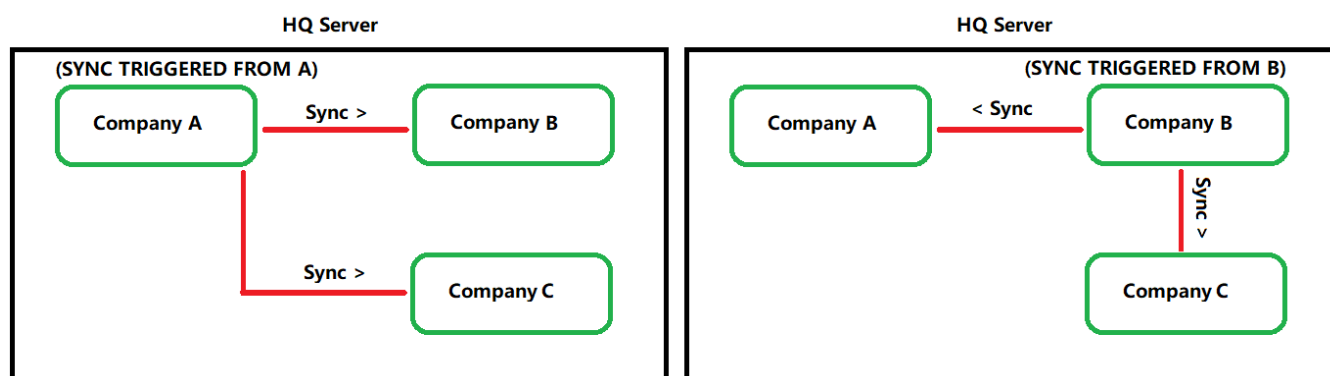 HQ Server
(SYNC TRIGGERED FROM A)
Company A
Sync >
Company B
Sync >
Company C
HQ Server
(SYNC TRIGGERED FROM B)
Company A
< Sync
Company B
Sync >
Company C